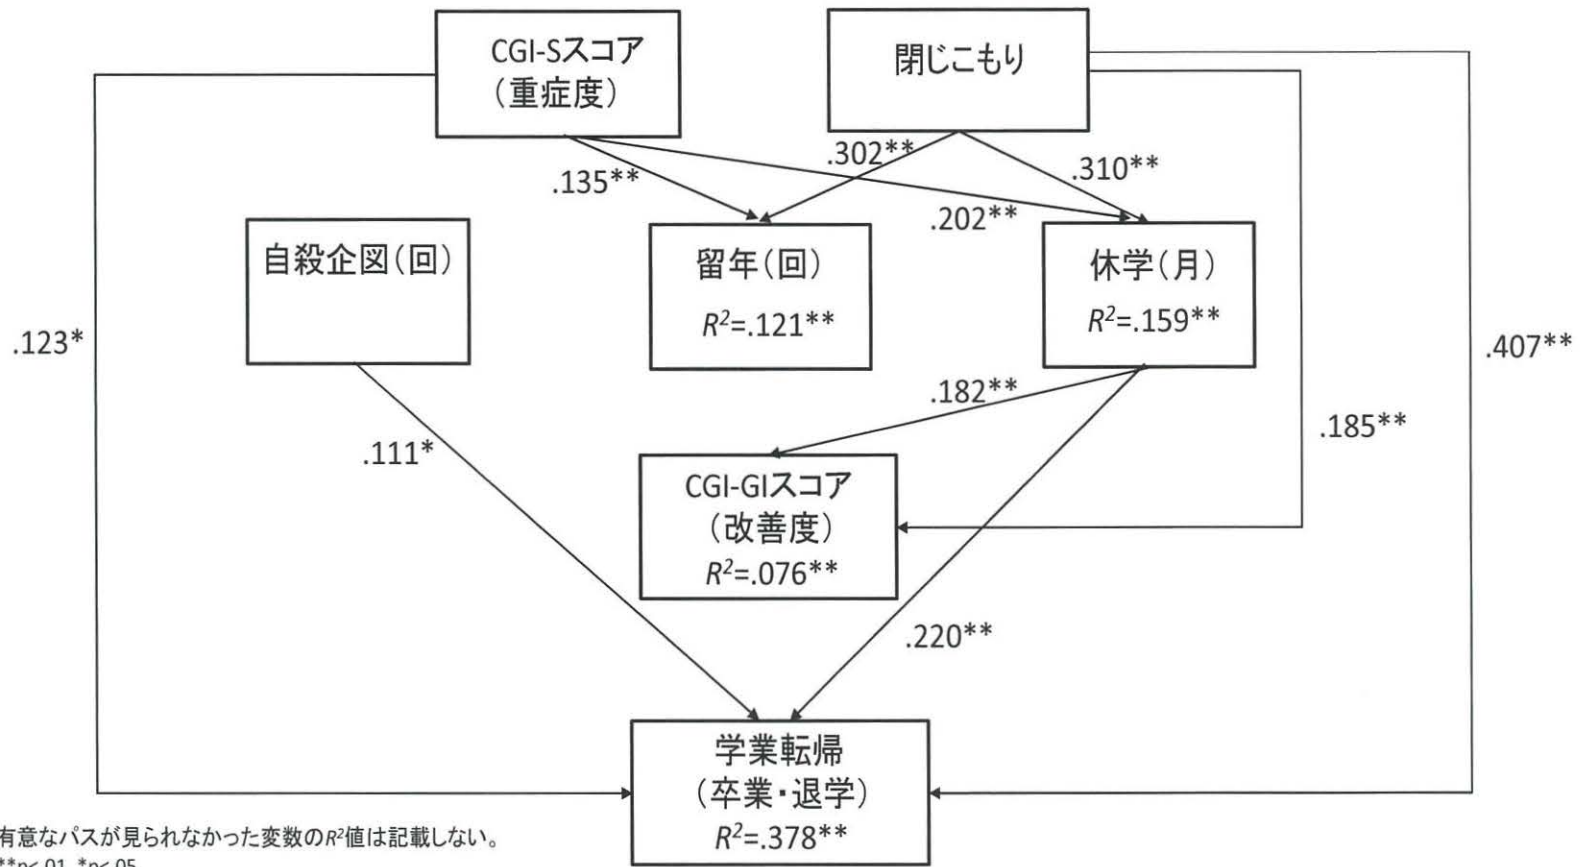 CGI-Sスコア
（重症度）
閉じこもり
.302**
.310**
.135**
.202**
自殺企図(回)
留年(回)
R²=.121**
休学(月)
R²=.159**
.123*
.407**
.182**
.185**
.111*
CGI-GIスコア
（改善度）
R²=.076**
.220**
学業転帰
（卒業・退学）
R²=.378**
有意なパスが見られなかった変数のR²値は記載しない。
**p<.01, *p<.05